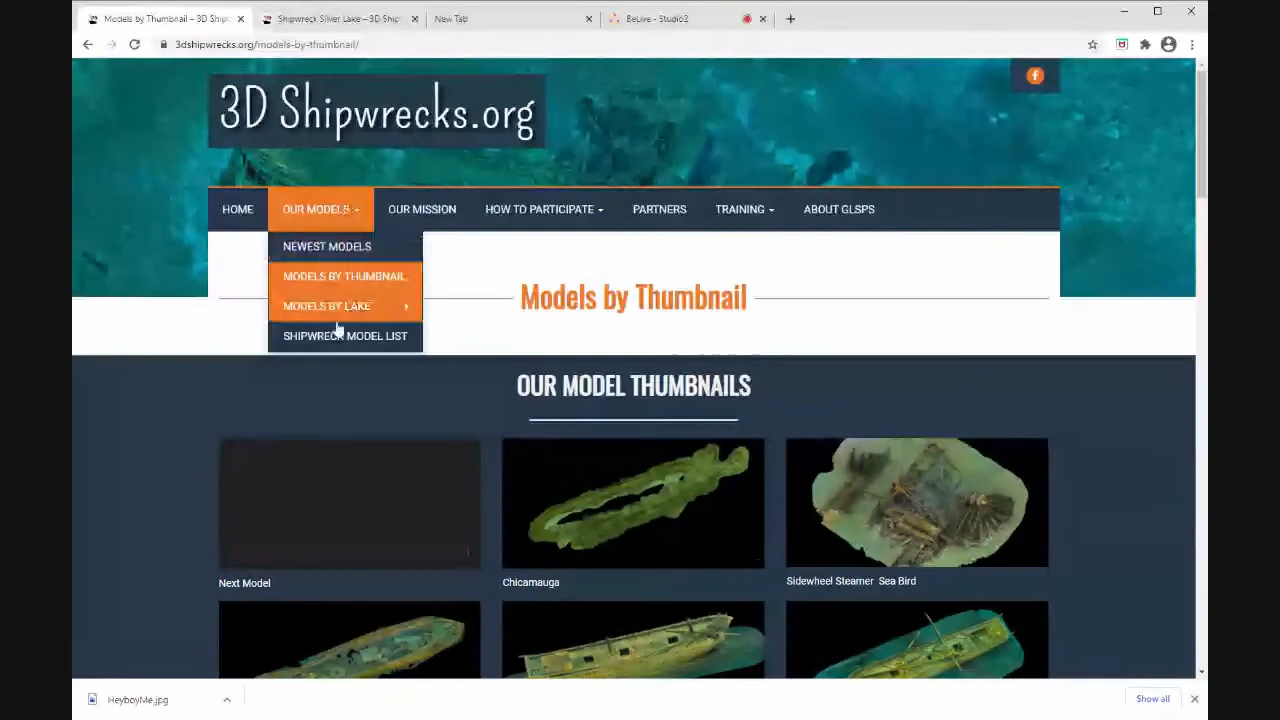 Models by Thumbnail – 3D Ship
Shipwreck Silver Lake – 3D Ship
New Tab
BeLive - Studio2
3dshipwrecks.org/models-by-thumbnail/
3D Shipwrecks.org
HOME
OUR MODELS
OUR MISSION
HOW TO PARTICIPATE
PARTNERS
TRAINING
ABOUT GLSPS
NEWEST MODELS
MODELS BY THUMBNAIL
MODELS BY LAKE
SHIPWRECK MODEL LIST
Models by Thumbnail
OUR MODEL THUMBNAILS
Next Model
Chicamauga
Sidewheel Steamer Sea Bird
HeyboyMe.jpg
Show all